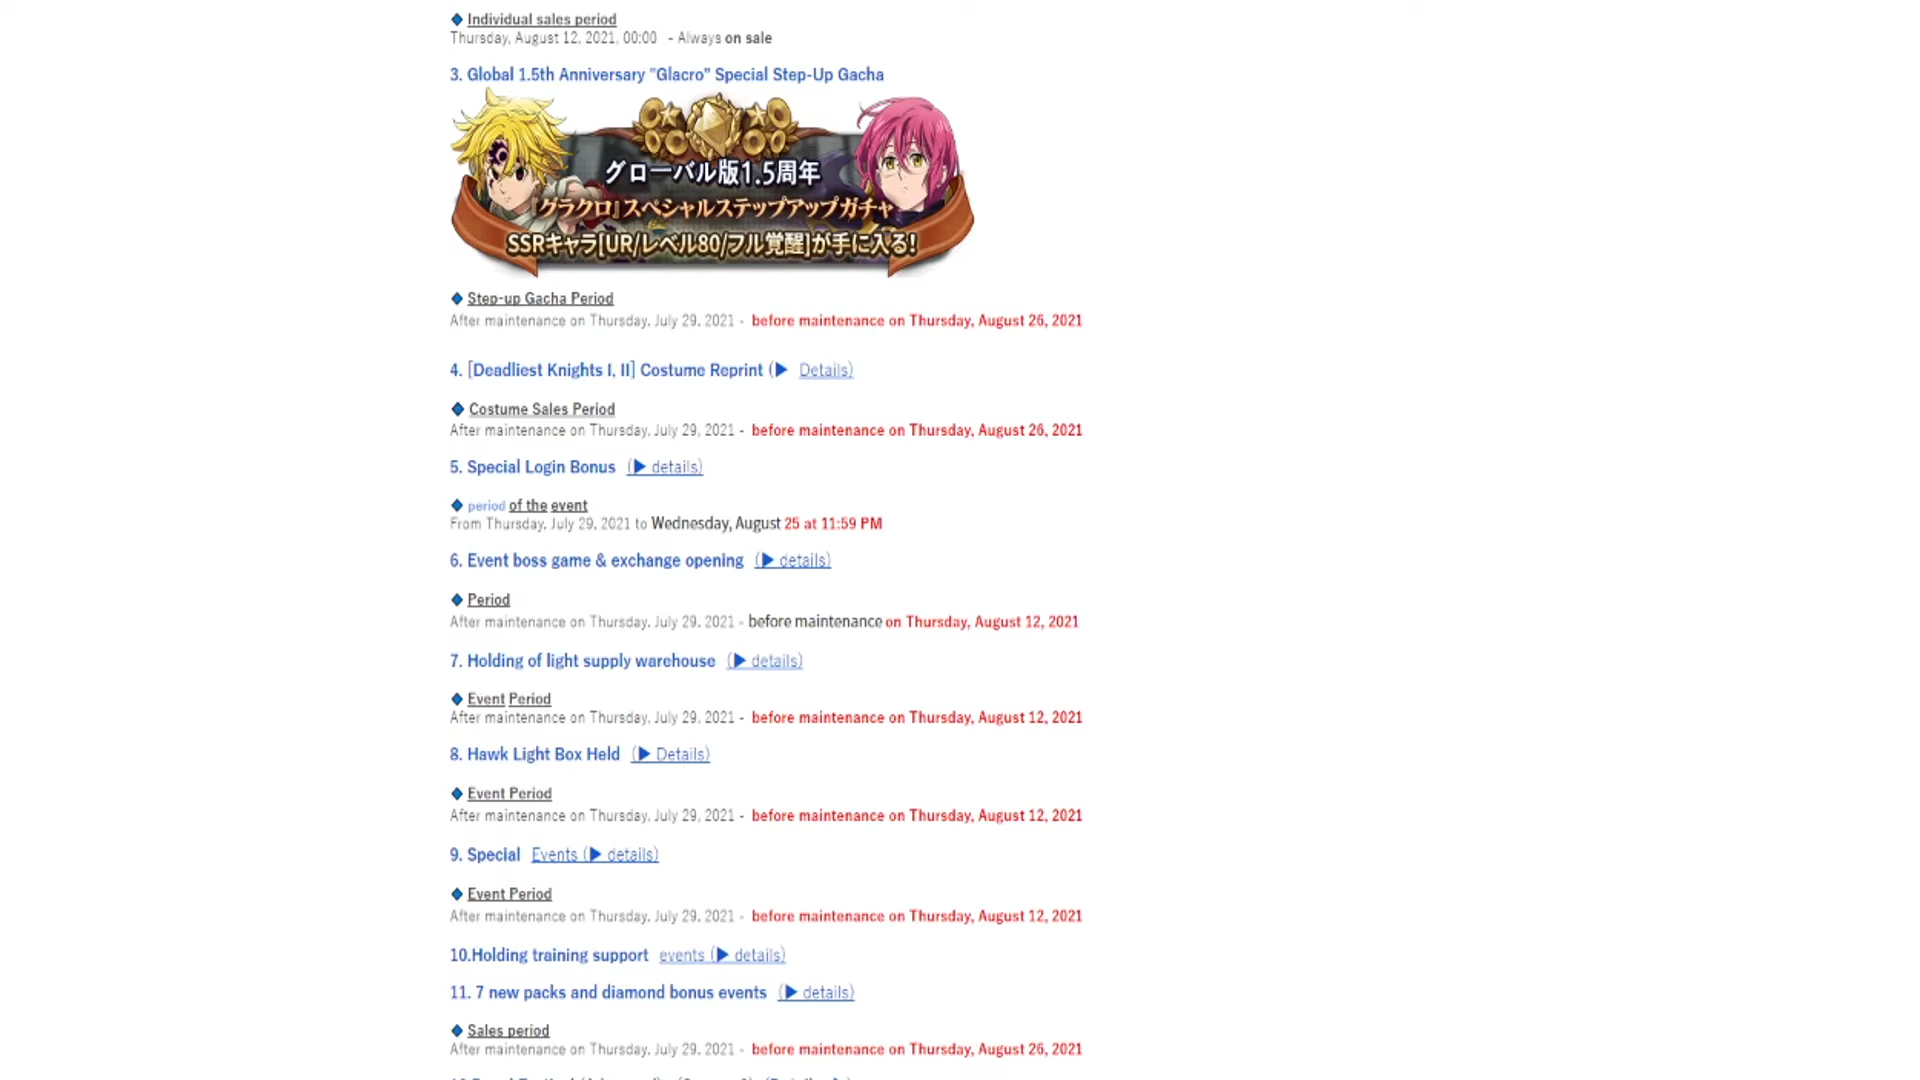 ◆ Individual sales period
Thursday, August 12, 2021, 00:00 - Always on sale
3. Global 1.5th Anniversary "Glacro" Special Step-Up Gacha
グローバル版1.5周年
『グラクロ』スペシャルステップアップガチャ
SSRキャラ[UR/レベル80/フル覚醒]が手に入る!
◆ Step-up Gacha Period
After maintenance on Thursday, July 29, 2021 - before maintenance on Thursday, August 26, 2021
4. [Deadliest Knights I, II] Costume Reprint (▶ Details)
◆ Costume Sales Period
After maintenance on Thursday, July 29, 2021 - before maintenance on Thursday, August 26, 2021
5. Special Login Bonus (▶ details)
◆ period of the event
From Thursday, July 29, 2021 to Wednesday, August 25 at 11:59 PM
6. Event boss game & exchange opening (▶ details)
◆ Period
After maintenance on Thursday, July 29, 2021 - before maintenance on Thursday, August 12, 2021
7. Holding of light supply warehouse (▶ details)
◆ Event Period
After maintenance on Thursday, July 29, 2021 - before maintenance on Thursday, August 12, 2021
8. Hawk Light Box Held (▶ Details)
◆ Event Period
After maintenance on Thursday, July 29, 2021 - before maintenance on Thursday, August 12, 2021
9. Special Events (▶ details)
◆ Event Period
After maintenance on Thursday, July 29, 2021 - before maintenance on Thursday, August 12, 2021
10.Holding training support events (▶ details)
11. 7 new packs and diamond bonus events (▶ details)
◆ Sales period
After maintenance on Thursday, July 29, 2021 - before maintenance on Thursday, August 26, 2021